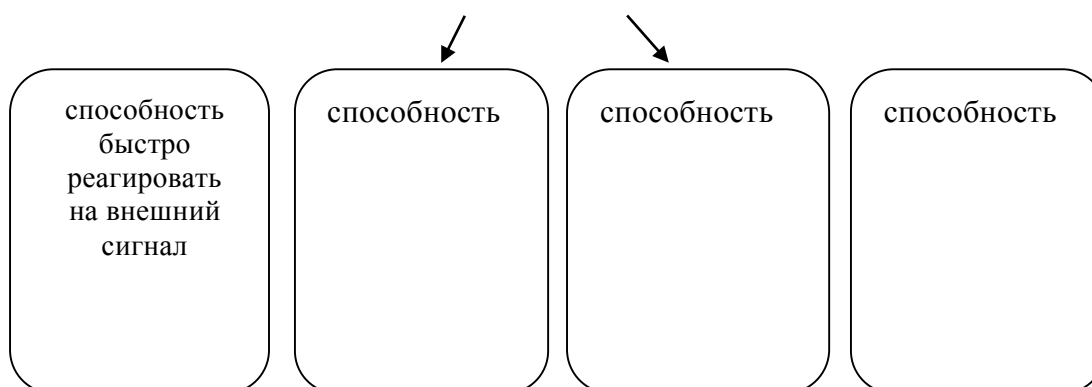 способность
быстро
реагировать
на внешний
сигнал
способность
способность
способность